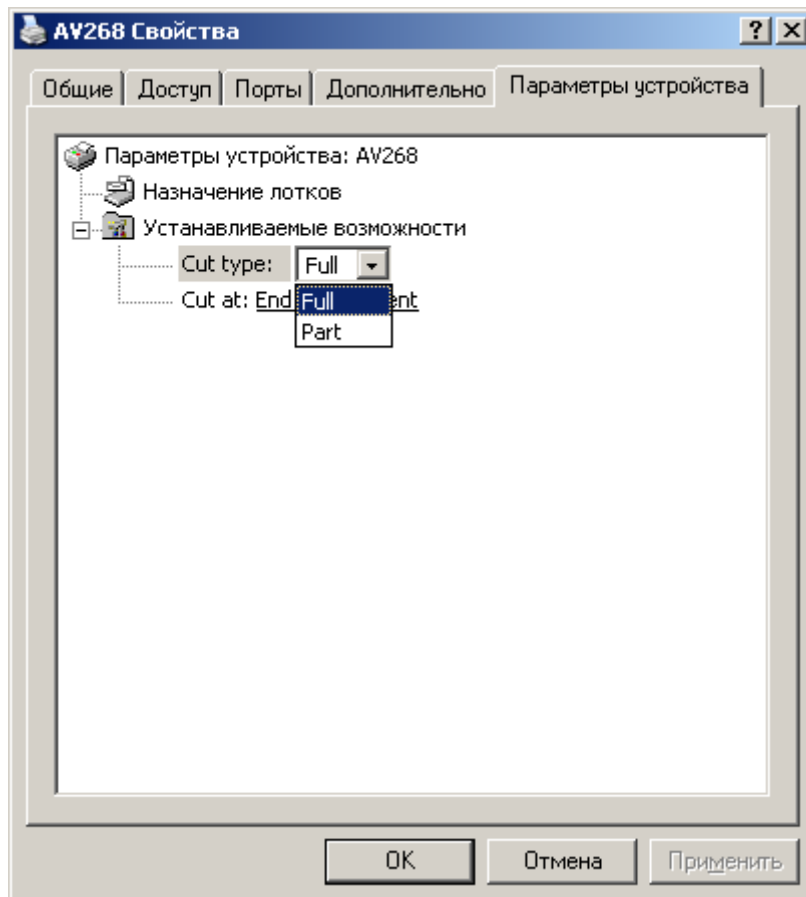 AV268 Свойства
Общие Доступ Порты Дополнительно Параметры устройства
Параметры устройства: AV268
Назначение лотков
Устанавливаемые возможности
Cut type: Full
Cut at: End ent
Full
Part
OK Отмена Применить